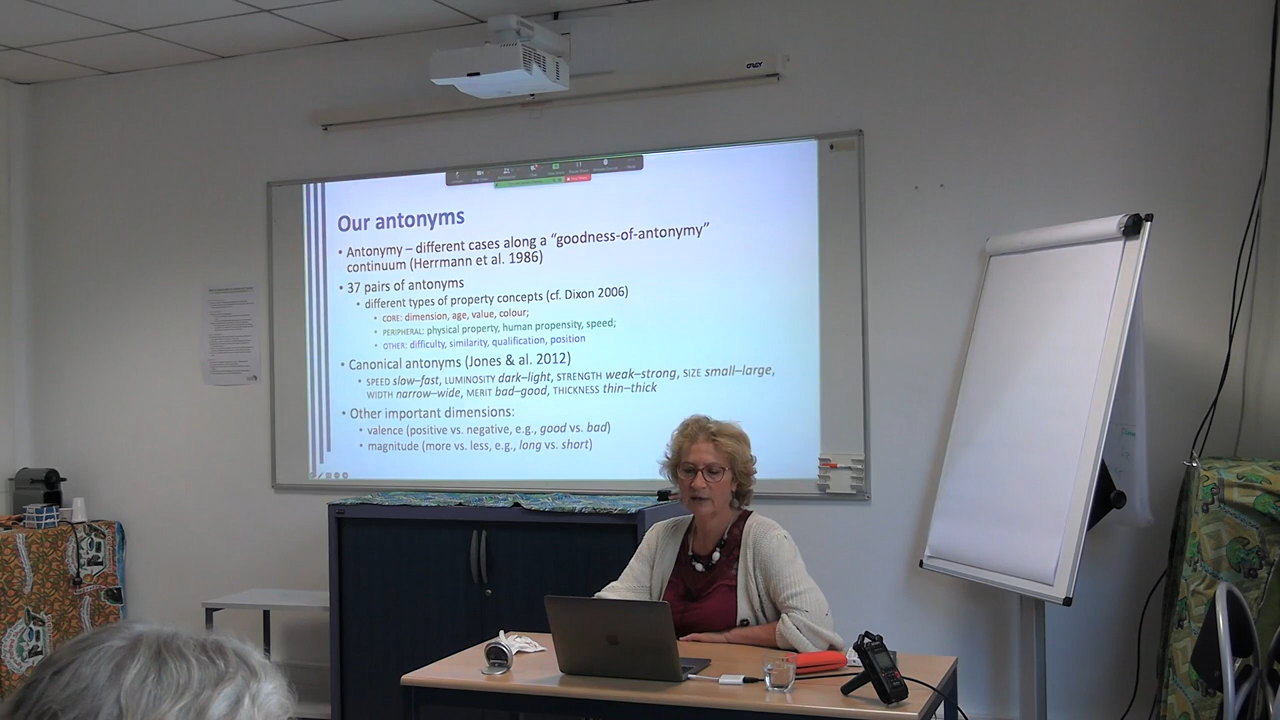 Our antonyms
• Antonymy – different cases along a “goodness-of-antonymy”
continuum (Herrmann et al. 1986)
• 37 pairs of antonyms
• different types of property concepts (cf. Dixon 2006)
• CORE: dimension, age, value, colour;
• PERIPHERAL: physical property, human propensity, speed;
• OTHER: difficulty, similarity, qualification, position
• Canonical antonyms (Jones & al. 2012)
• SPEED slow–fast, LUMINOSITY dark–light, STRENGTH weak–strong, SIZE small–large,
WIDTH narrow–wide, MERIT bad–good, THICKNESS thin–thick
• Other important dimensions:
• valence (positive vs. negative, e.g., good vs. bad)
• magnitude (more vs. less, e.g., long vs. short)